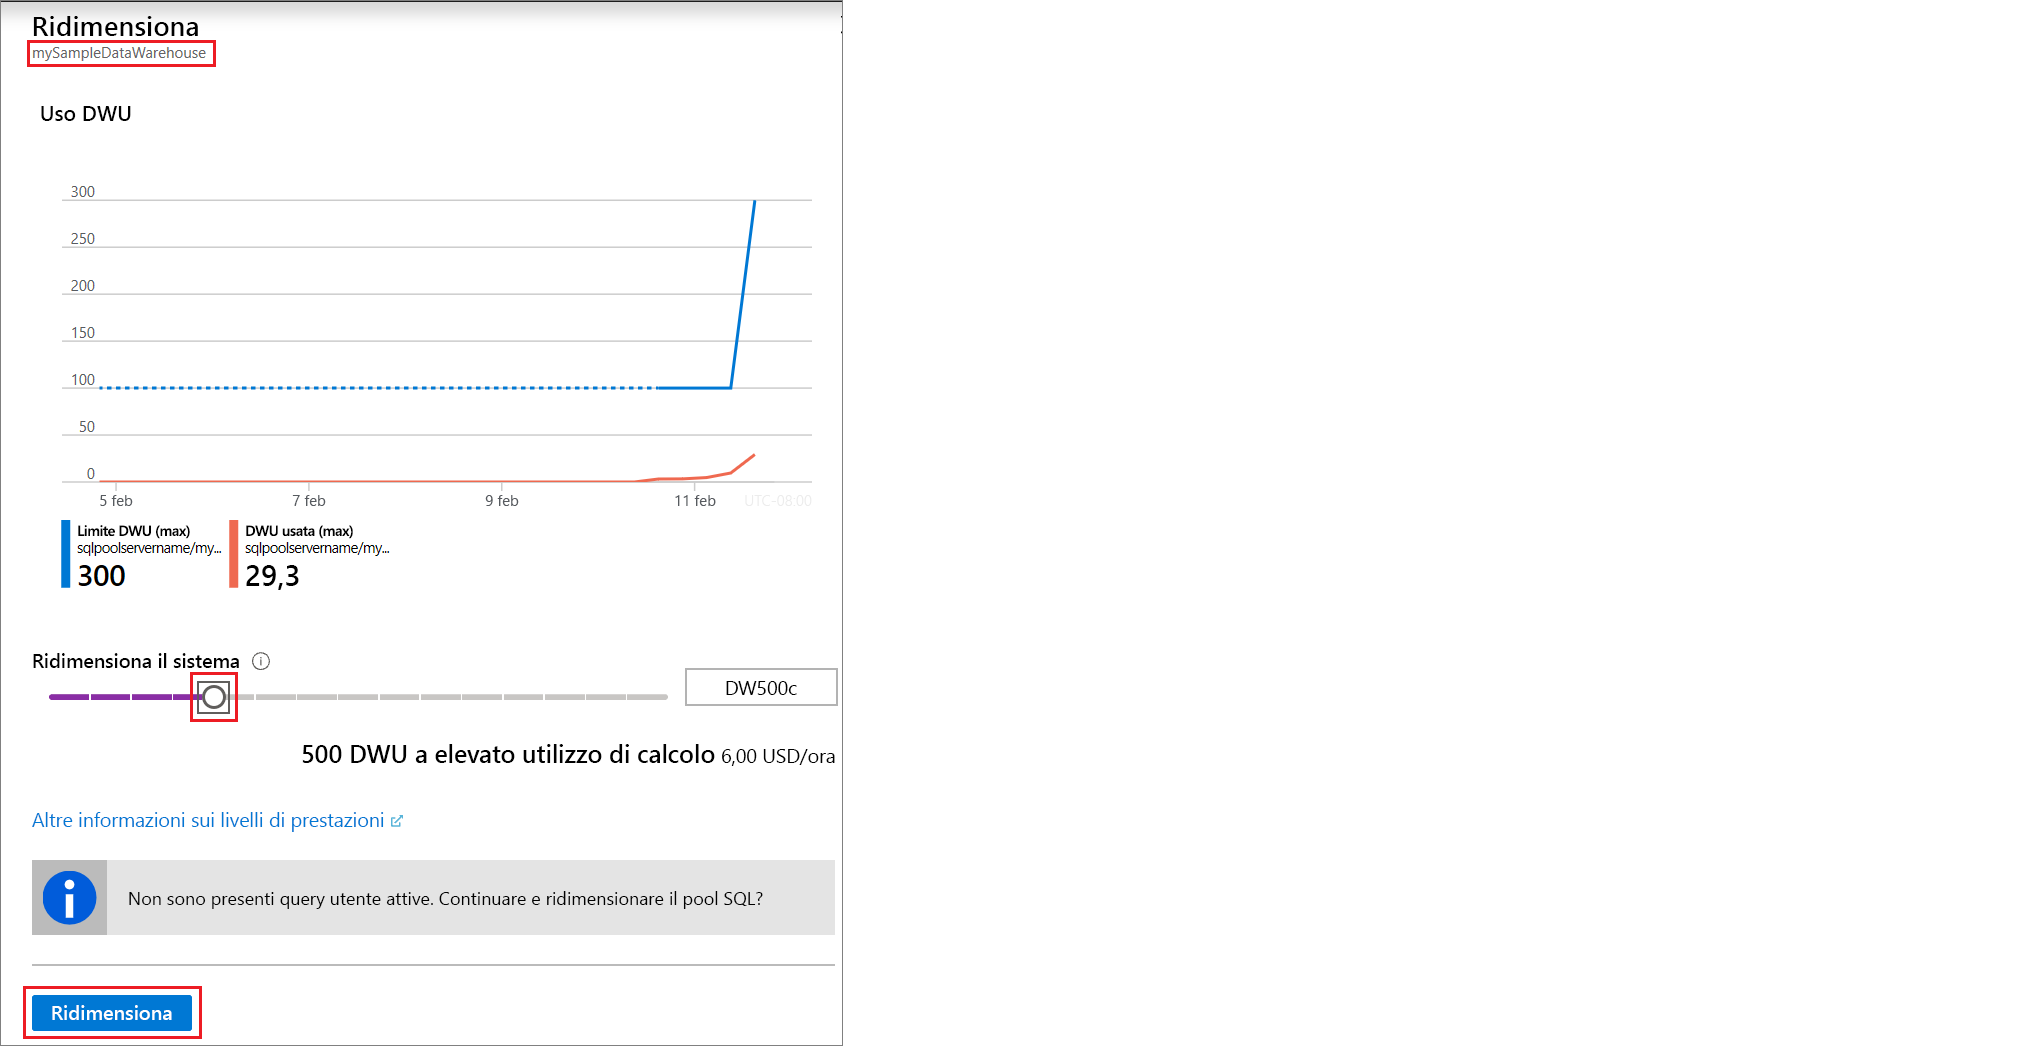 Ridimensiona
mySampleDataWarehouse
Uso DWU
300
250
200
150
100
50
0
5 feb 7 feb 9 feb 11 feb UTC-08:00
Limite DWU (max)
sqlpoolservername/my...
300
DWU usata (max)
sqlpoolservername/my...
29,3
Ridimensiona il sistema
DW500c
500 DWU a elevato utilizzo di calcolo 6,00 USD/ora
Altre informazioni sui livelli di prestazioni
Non sono presenti query utente attive. Continuare e ridimensionare il pool SQL?
Ridimensiona